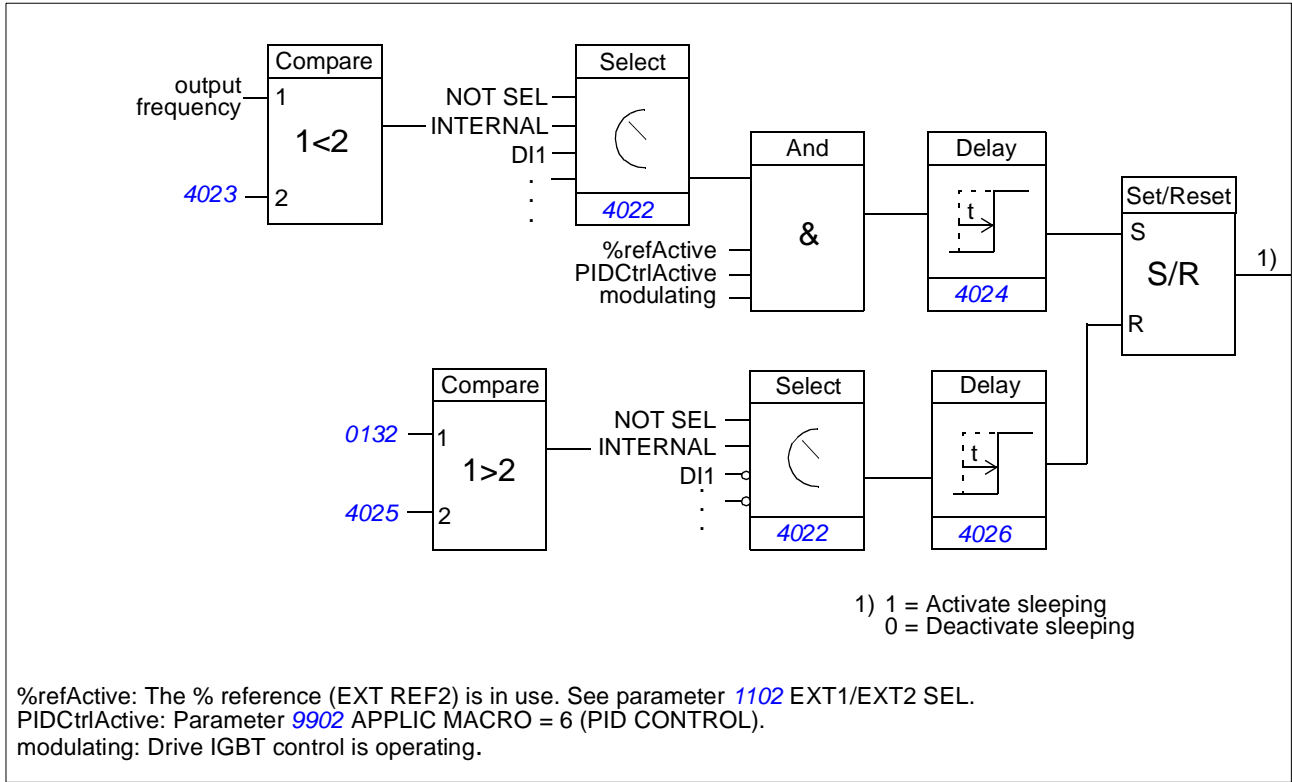 Compare
output
frequency
1
1<2
4023
2
NOT SEL
INTERNAL
DI1
.
.
.
Select
4022
And
&
%refActive
PIDCtrlActive
modulating
Delay
t
4024
Set/Reset
S
S/R
R
1)
Compare
0132
1
1>2
4025
2
NOT SEL
INTERNAL
DI1
.
.
.
Select
4022
Delay
t
4026
1) 1 = Activate sleeping
0 = Deactivate sleeping
%refActive: The % reference (EXT REF2) is in use. See parameter 1102 EXT1/EXT2 SEL.
PIDCtrlActive: Parameter 9902 APPLIC MACRO = 6 (PID CONTROL).
modulating: Drive IGBT control is operating.